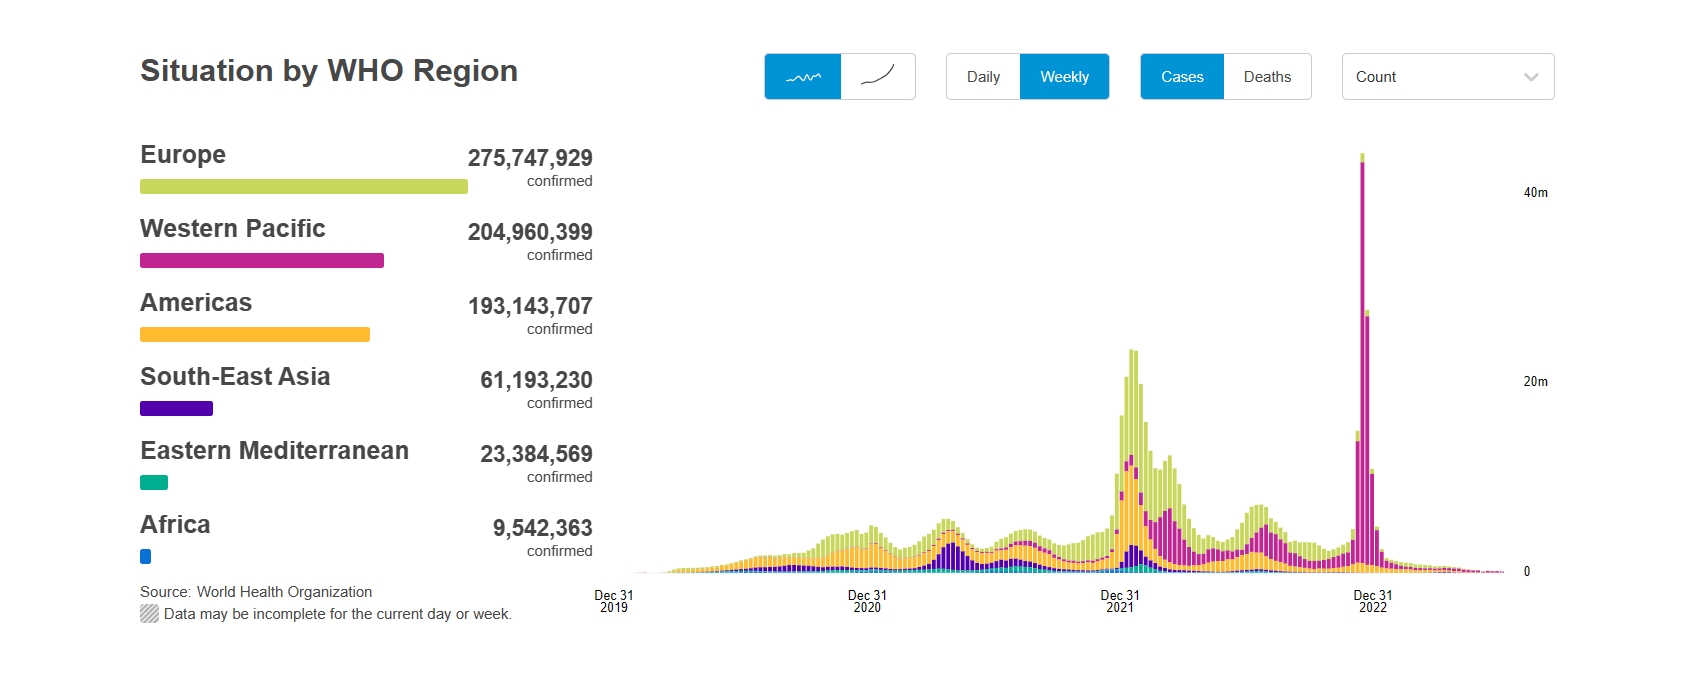 Situation by WHO Region
Daily
Weekly
Cases
Deaths
Count
Europe
275,747,929
confirmed
Western Pacific
204,960,399
confirmed
Americas
193,143,707
confirmed
South-East Asia
61,193,230
confirmed
Eastern Mediterranean
23,384,569
confirmed
Africa
9,542,363
confirmed
Source: World Health Organization
Data may be incomplete for the current day or week.
40m
20m
0
Dec 31
2019
Dec 31
2020
Dec 31
2021
Dec 31
2022